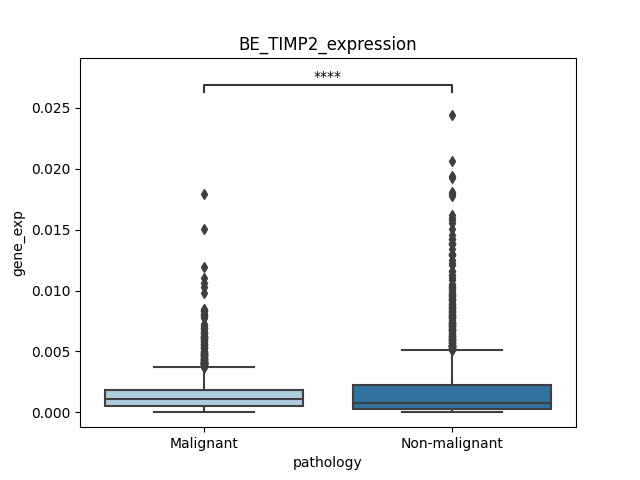 BE_TIMP2_expression
****
0.025
0.020
0.015
0.010
0.005
0.000
gene_exp
Malignant
Non-malignant
pathology